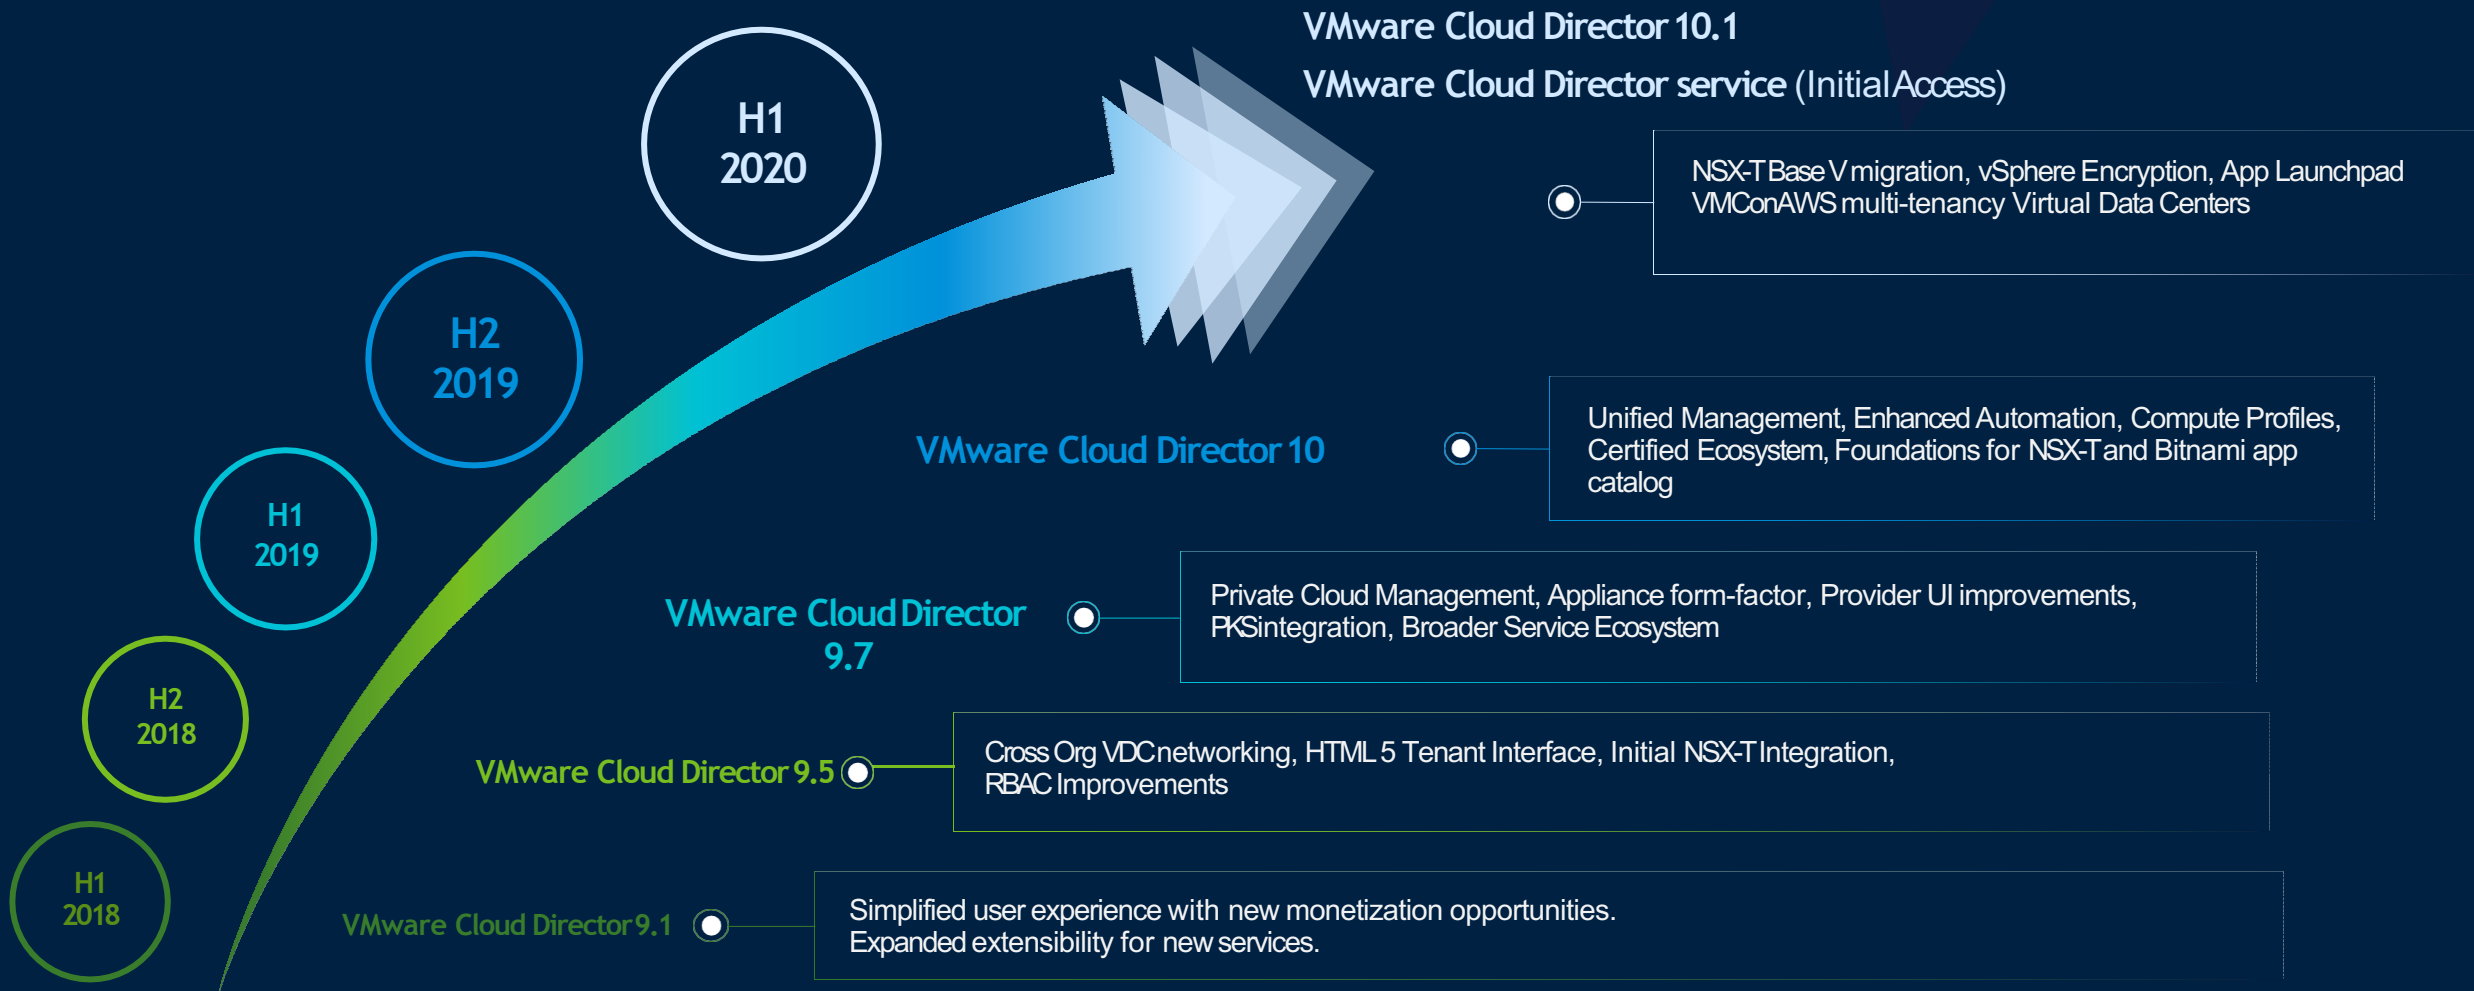 VMware Cloud Director 10.1
VMware Cloud Director service (Initial Access)
H1
2020
NSX-T Base V migration, vSphere Encryption, App Launchpad
VMConAWS multi-tenancy Virtual Data Centers
H2
2019
VMware Cloud Director 10
Unified Management, Enhanced Automation, Compute Profiles,
Certified Ecosystem, Foundations for NSX-T and Bitnami app
catalog
H1
2019
VMware Cloud Director
9.7
Private Cloud Management, Appliance form-factor, Provider UI improvements,
PKS integration, Broader Service Ecosystem
H2
2018
VMware Cloud Director 9.5
Cross Org VDC networking, HTML 5 Tenant Interface, Initial NSX-T Integration,
RBAC Improvements
H1
2018
VMware Cloud Director 9.1
Simplified user experience with new monetization opportunities.
Expanded extensibility for new services.